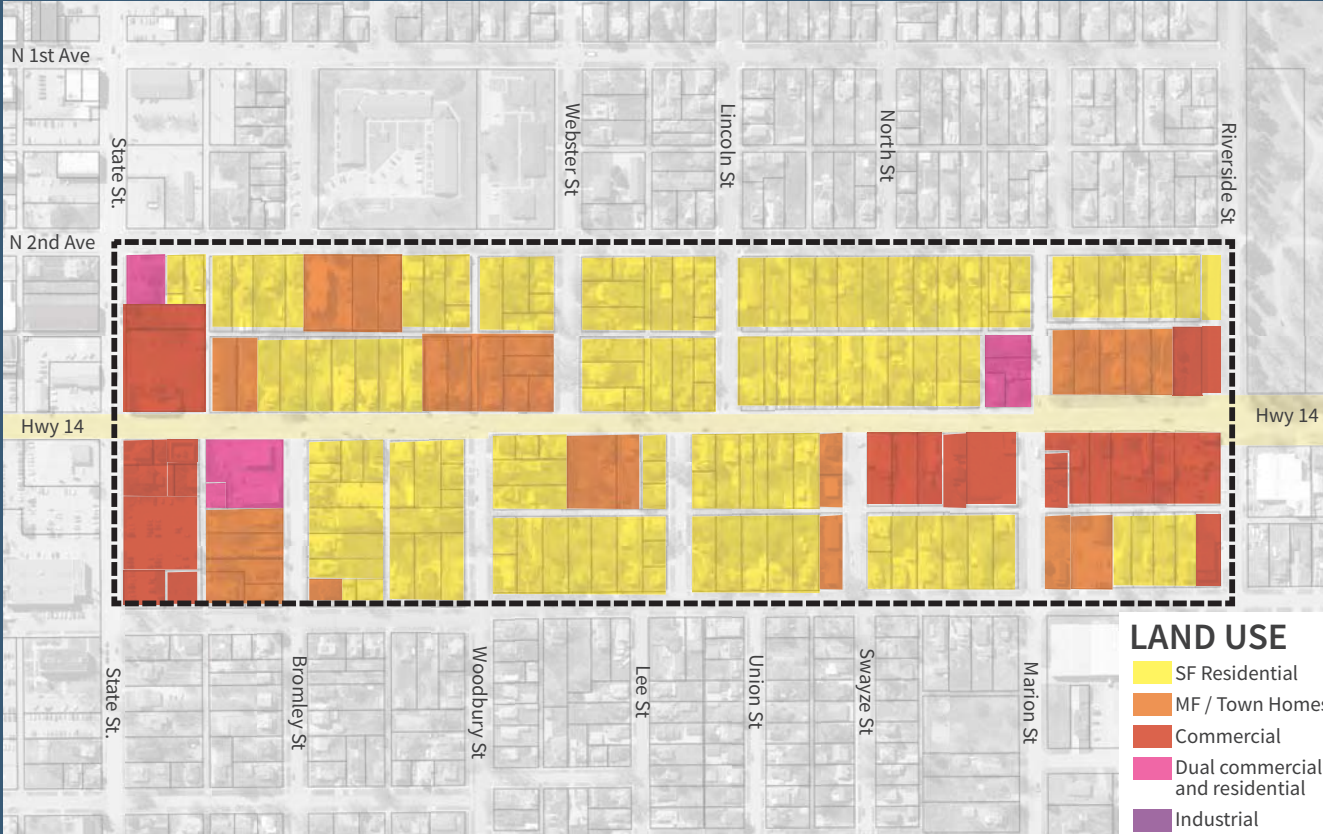 N 1st Ave
State St.
Webster St
Lincoln St
North St
Riverside St
N 2nd Ave
Hwy 14
Hwy 14
State St.
Bromley St
Woodbury St
Lee St
Union St
Swayze St
Marion St
LAND USE
SF Residential
MF / Town Homes
Commercial
Dual commercial
and residential
Industrial